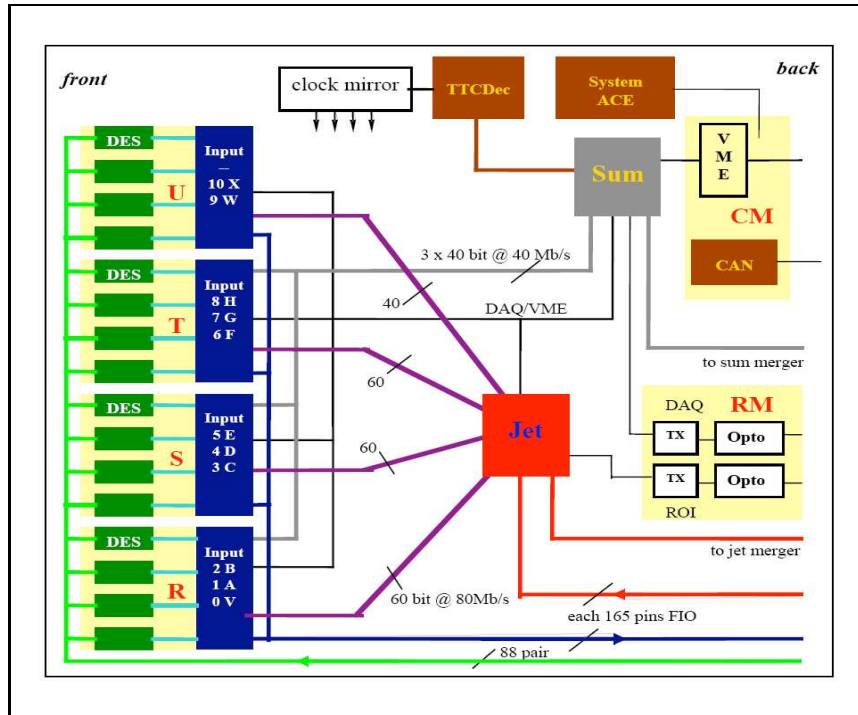 front
back
clock mirror
TTCDec
System
ACE
V
M
E
CM
CAN
Sum
DES
U
Input
—
10 X
9 W
3 x 40 bit @ 40 Mb/s
DES
T
Input
8 H
7 G
6 F
40
DAQ/VME
60
to sum merger
DES
S
Input
5 E
4 D
3 C
60
Jet
DAQ
RM
TX
Opto
TX
Opto
ROI
DES
R
Input
2 B
1 A
0 V
60 bit @ 80Mb/s
to jet merger
each 165 pins FIO
88 pair